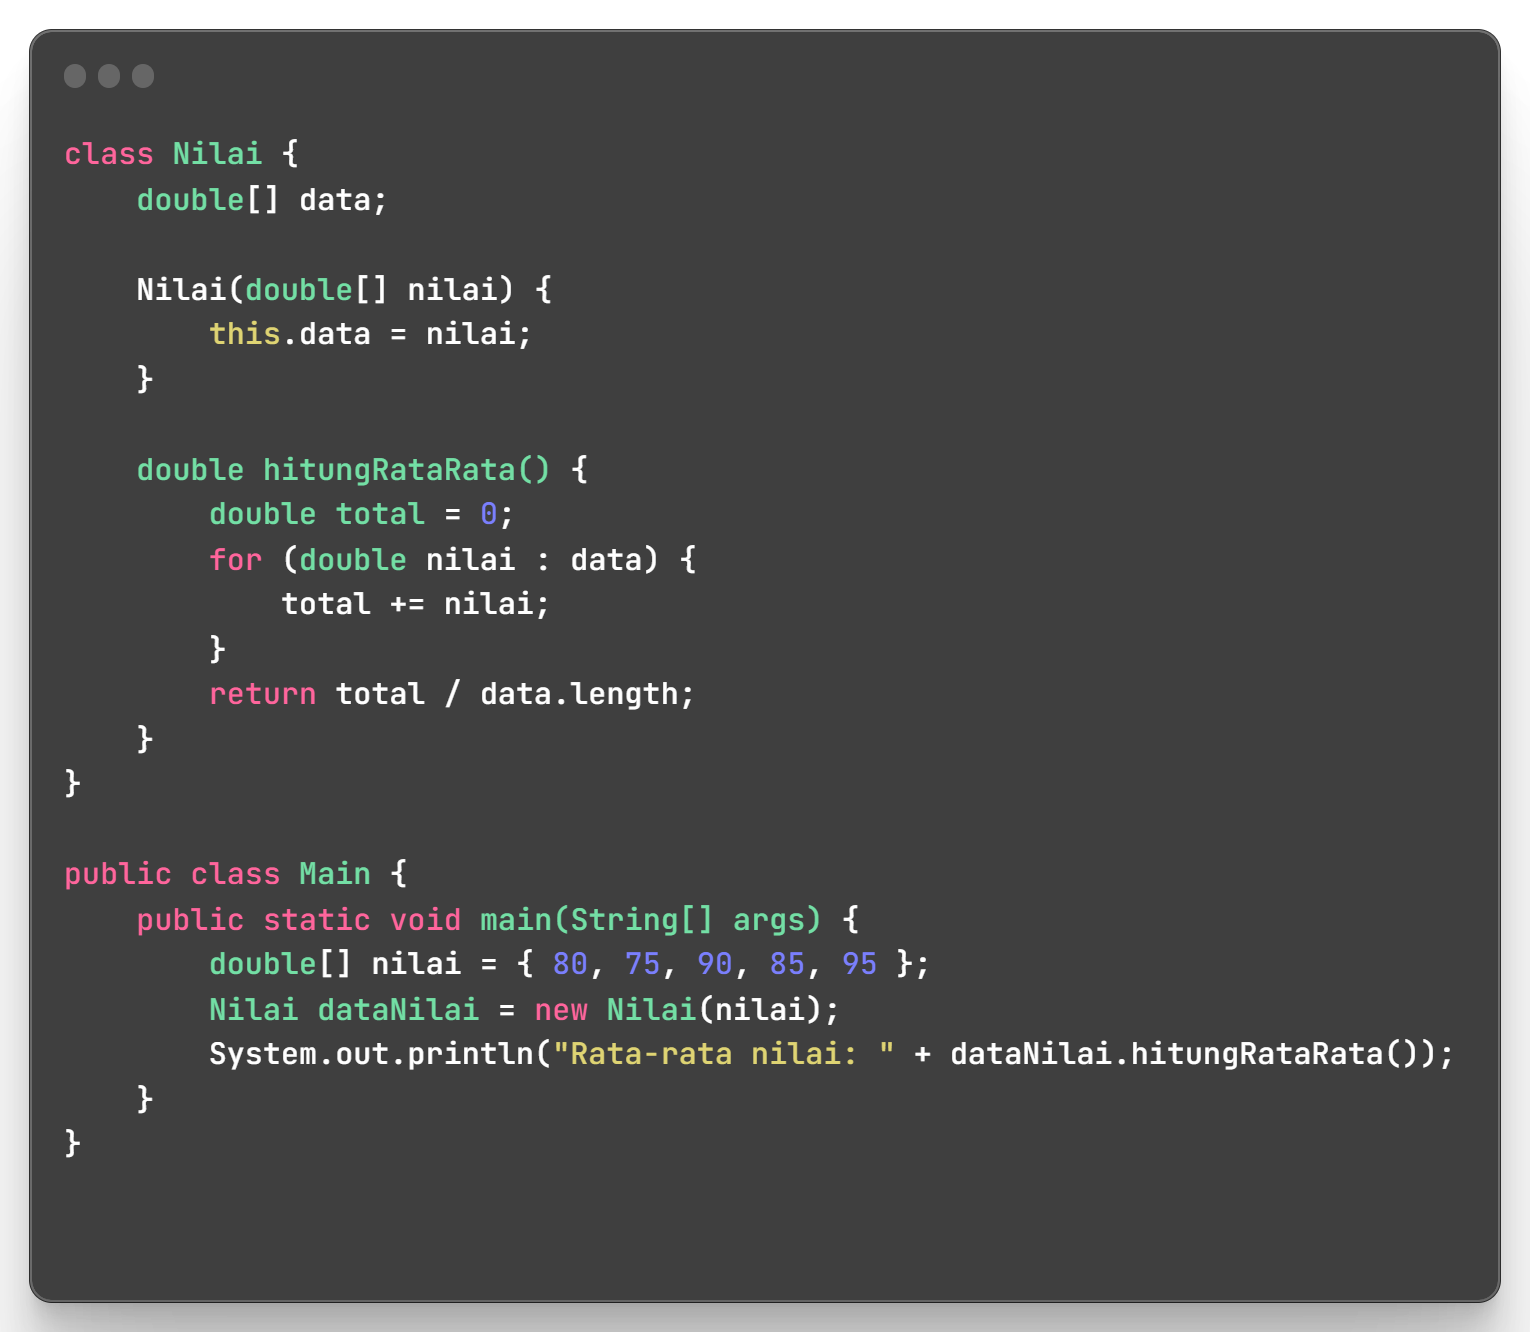 class Nilai {
    double[] data;

    Nilai(double[] nilai) {
        this.data = nilai;
    }

    double hitungRataRata() {
        double total = 0;
        for (double nilai : data) {
            total += nilai;
        }
        return total / data.length;
    }
}

public class Main {
    public static void main(String[] args) {
        double[] nilai = { 80, 75, 90, 85, 95 };
        Nilai dataNilai = new Nilai(nilai);
        System.out.println("Rata-rata nilai: " + dataNilai.hitungRataRata());
    }
}